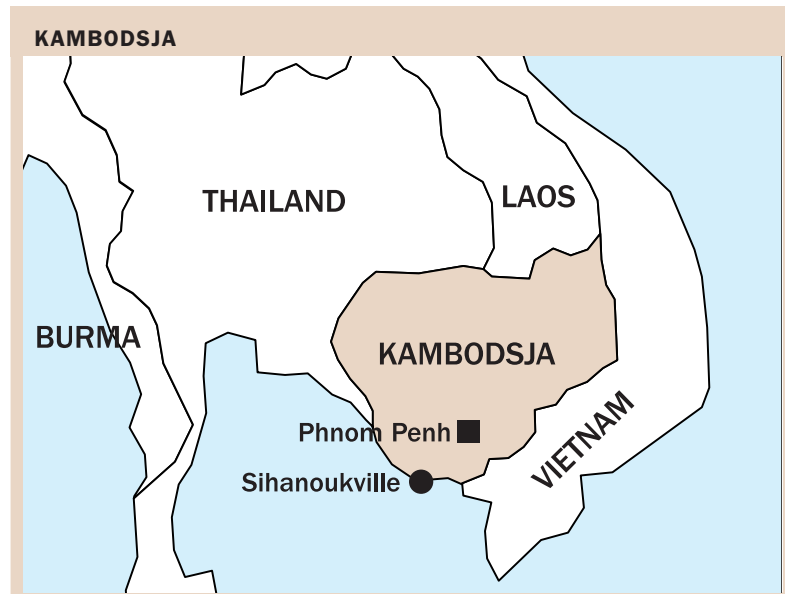 KAMBODSJA
THAILAND
LAOS
BURMA
KAMBODSJA
Phnom Penh
VIETNAM
Sihanoukville